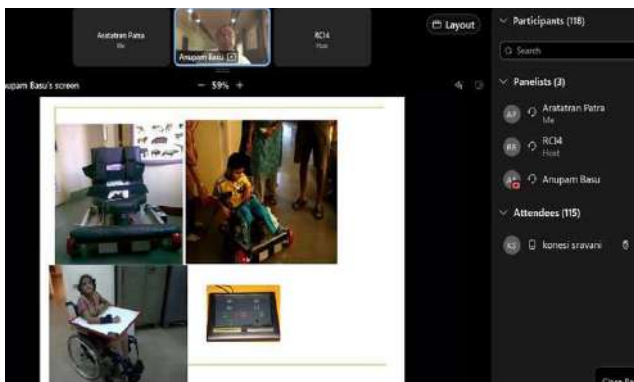 Aratatran Patra
Me
Anupam Basu
RCI4
Host
Layout
upam Basu's screen
59%
Participants (118)
Search
Panelists (3)
Aratatran Patra
Me
RCI4
Host
Anupam Basu
Attendees (115)
KS
konesi sravani